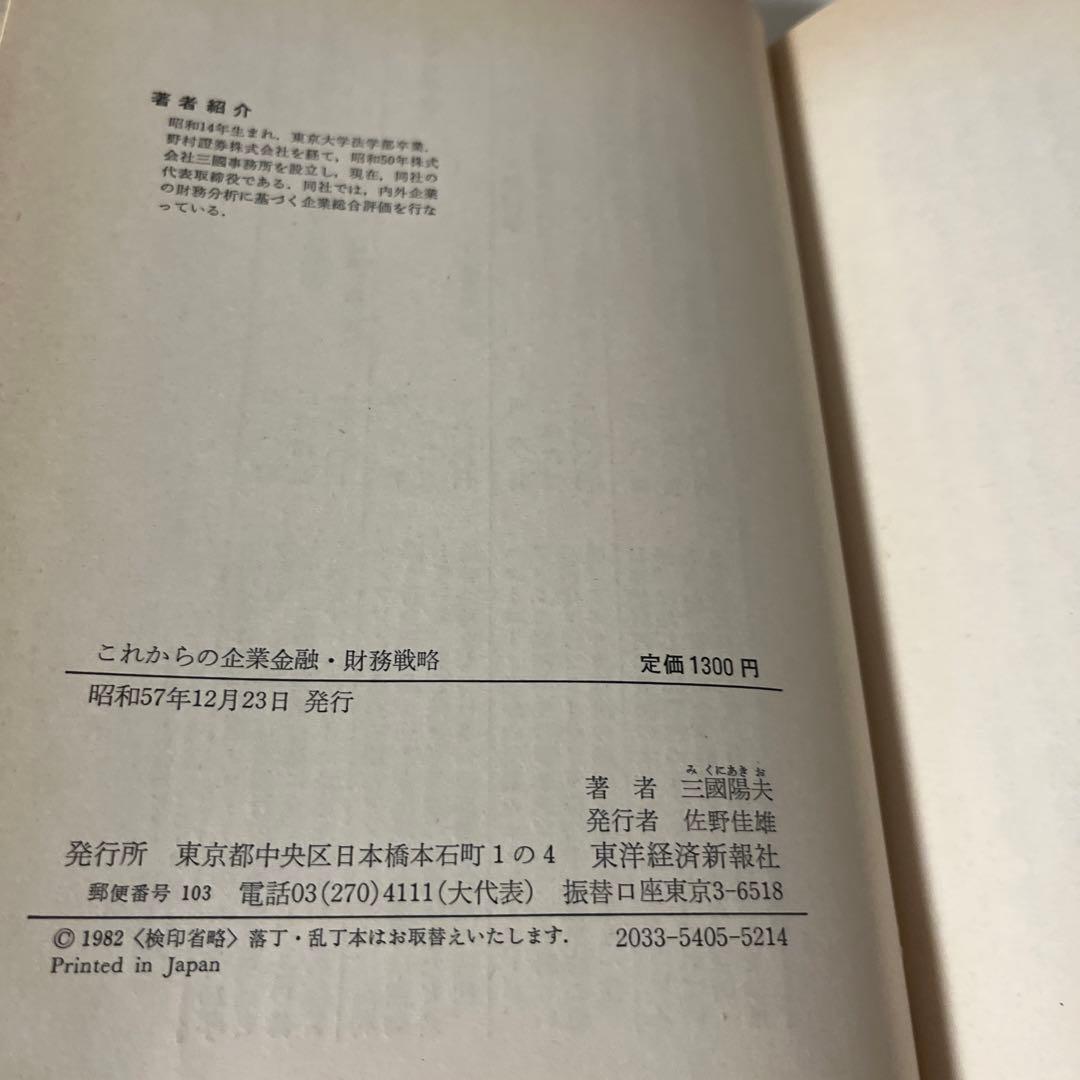 著者紹介
昭和14年生まれ．東京大学法学部卒業．
野村證券株式会社を経て，昭和50年株式
会社三國事務所を設立し，現在，同社の
代表取締役である．同社では，内外企業
の財務分析に基づく企業総合評価を行な
っている．
これからの企業金融・財務戦略 定価1300円
昭和57年12月23日 発行
みくにあきお
著者 三國陽夫
発行者 佐野佳雄
発行所 東京都中央区日本橋本石町1の4 東洋経済新報社
郵便番号 103 電話03(270)4111(大代表) 振替口座東京3-6518
© 1982〈検印省略〉落丁・乱丁本はお取替えいたします． 2033-5405-5214
Printed in Japan